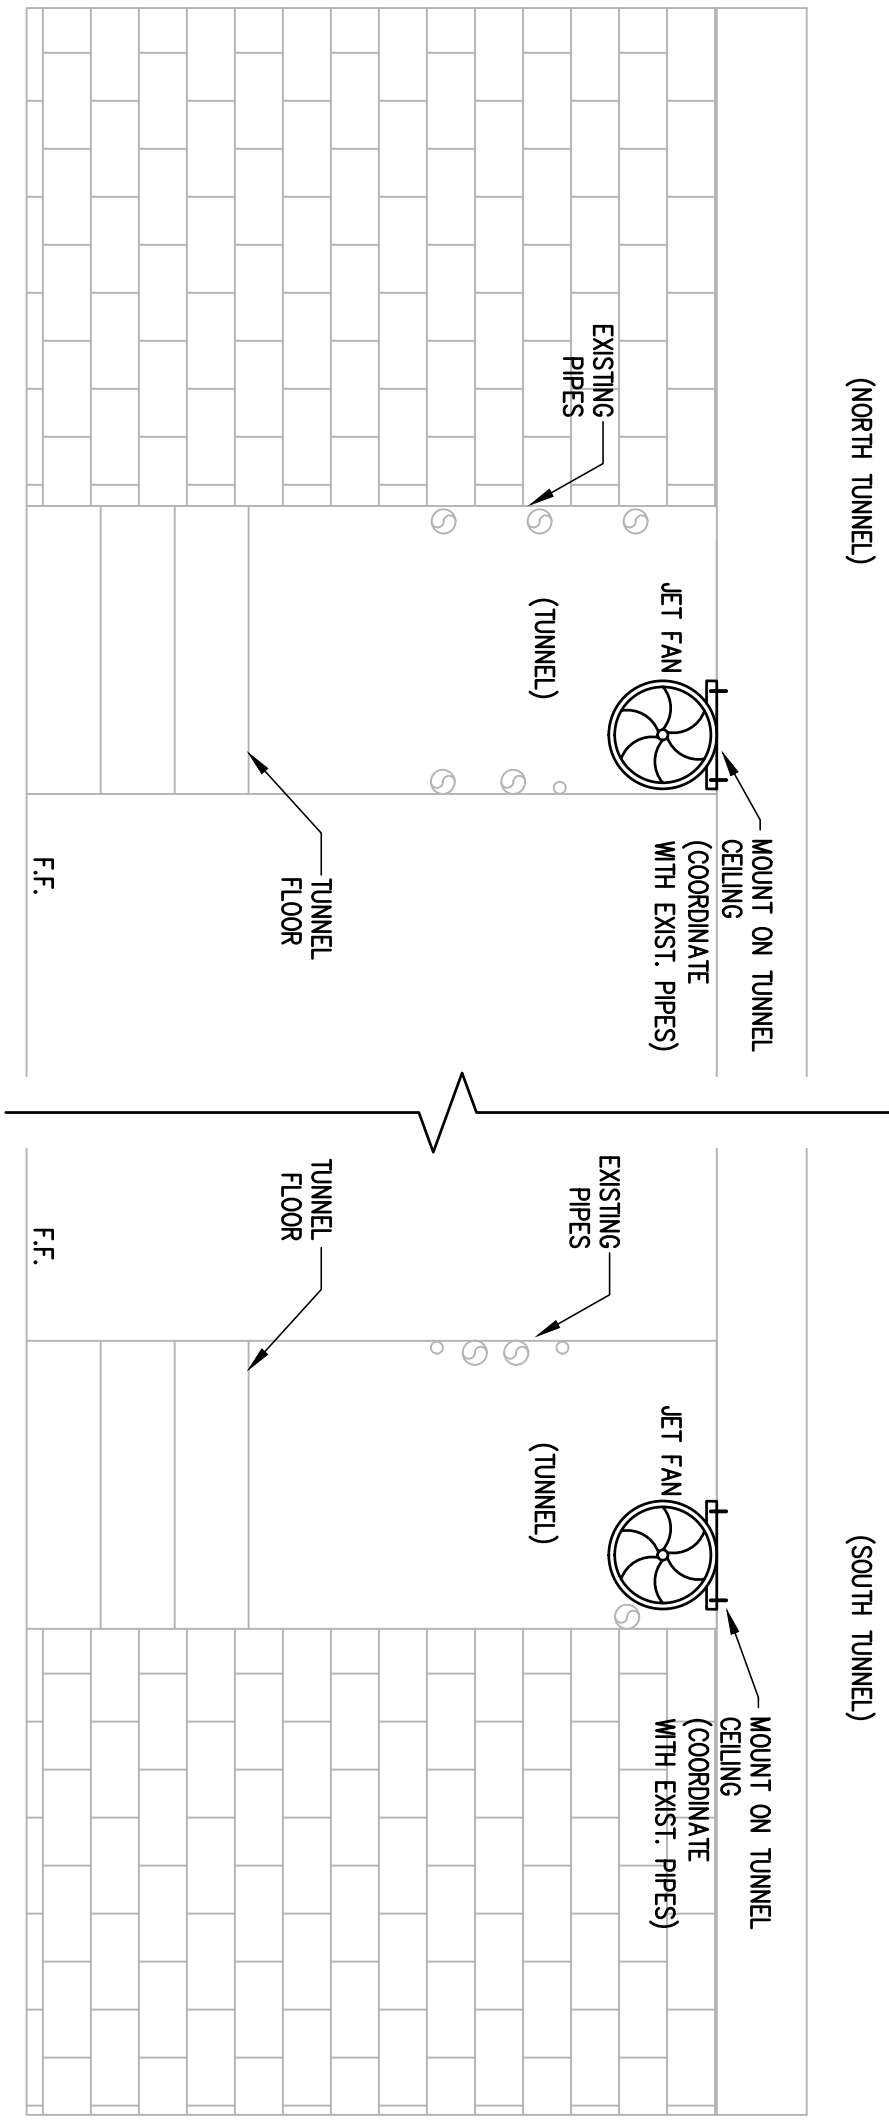 (NORTH TUNNEL)
EXISTING
PIPES
JET FAN
(TUNNEL)
MOUNT ON TUNNEL
CEILING
(COORDINATE
WITH EXIST. PIPES)
TUNNEL
FLOOR
F.F.
(SOUTH TUNNEL)
EXISTING
PIPES
TUNNEL
FLOOR
F.F.
JET FAN
(TUNNEL)
MOUNT ON TUNNEL
CEILING
(COORDINATE
WITH EXIST. PIPES)